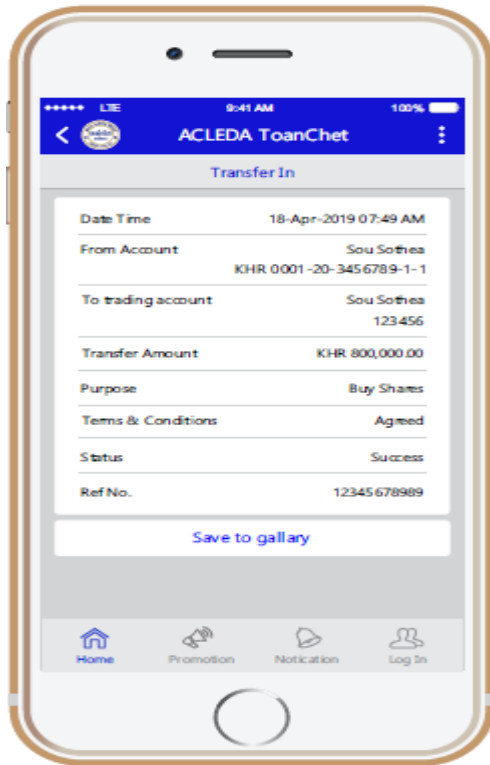 LTE 9:41 AM 100%
ACLEDA ToanChet
Transfer In
Date Time 18-Apr-2019 07:49 AM
From Account Sou Sothea
KHR 0001-20-3456789-1-1
To trading account Sou Sothea
123456
Transfer Amount KHR 800,000.00
Purpose Buy Shares
Terms & Conditions Agreed
Status Success
Ref No. 12345678989
Save to gallary
Home Promotion Notication Log In